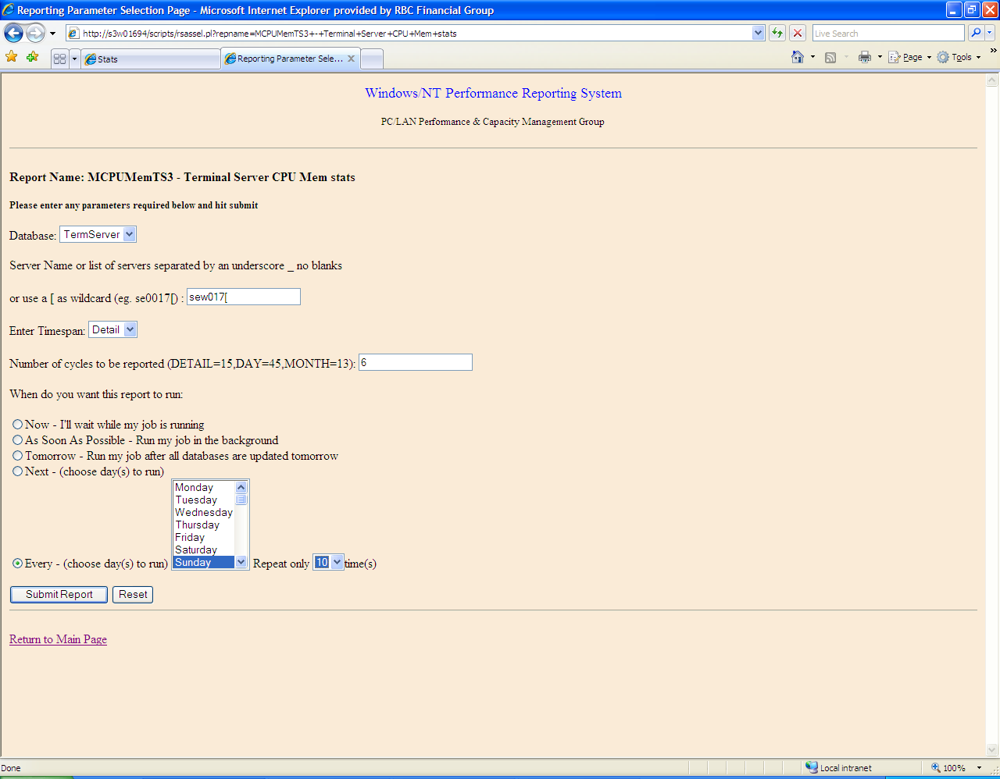 Reporting Parameter Selection Page - Microsoft Internet Explorer provided by RBC Financial Group
http://s3w01694/scripts/rsassel.pl?repname=MCPUMemTS3+-+Terminal+Server+CPU+Mem+stats
Live Search
Stats
Reporting Parameter Sele...
Page
Tools
Windows/NT Performance Reporting System
PC/LAN Performance & Capacity Management Group
Report Name: MCPUMemTS3 - Terminal Server CPU Mem stats
Please enter any parameters required below and hit submit
Database: TermServer
Server Name or list of servers separated by an underscore _ no blanks
or use a [ as wildcard (eg. se0017[) : sew017[
Enter Timespan: Detail
Number of cycles to be reported (DETAIL=15,DAY=45,MONTH=13): 6
When do you want this report to run:
Now - I'll wait while my job is running
As Soon As Possible - Run my job in the background
Tomorrow - Run my job after all databases are updated tomorrow
Next - (choose day(s) to run)
Monday
Tuesday
Wednesday
Thursday
Friday
Saturday
Sunday
Every - (choose day(s) to run) Repeat only 10 time(s)
Submit Report Reset
Return to Main Page
Done
Local intranet
100%